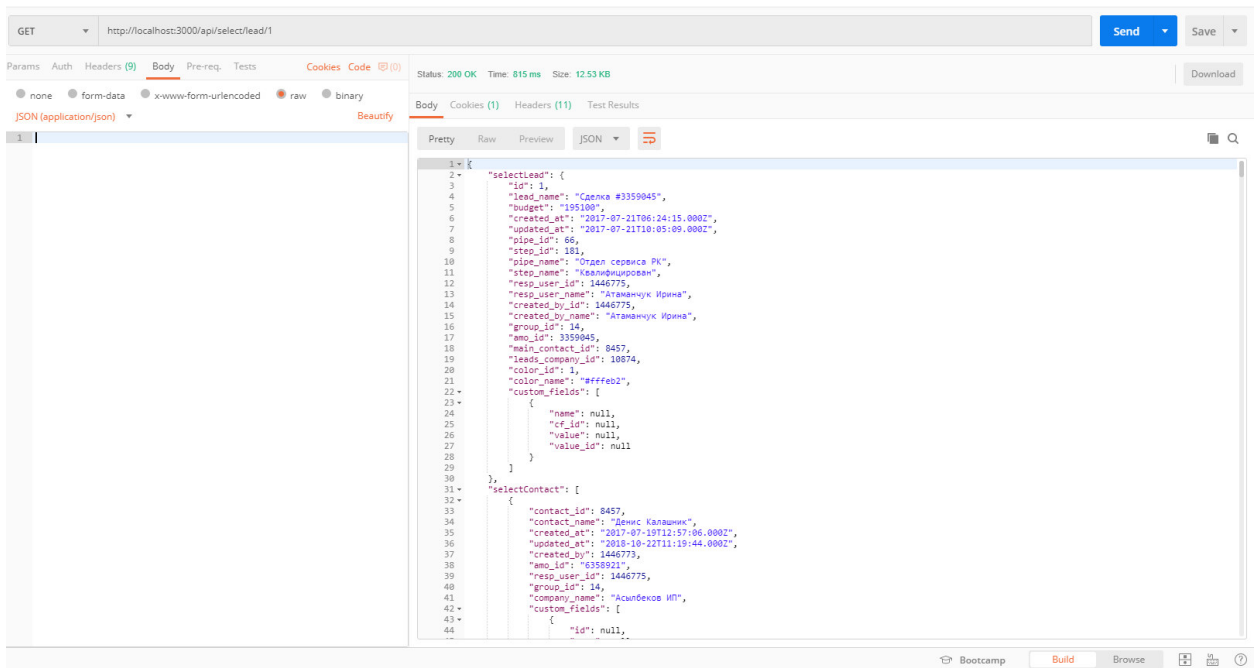 GET http://localhost:3000/api/select/lead/1 Send Save
Params Auth Headers (9) Body Pre-req. Tests Cookies Code (0)
Status: 200 OK Time: 815 ms Size: 12.53 KB Download
none form-data x-www-form-urlencoded raw binary
Body Cookies (1) Headers (11) Test Results
JSON (application/json) Beautify
1
Pretty Raw Preview JSON
1 {
2 "selectLead": {
3 "id": 1,
4 "lead_name": "Сделка #3359045",
5 "budget": "195100",
6 "created_at": "2017-07-21T06:24:15.000Z",
7 "updated_at": "2017-07-21T10:05:09.000Z",
8 "pipe_id": 66,
9 "step_id": 181,
10 "pipe_name": "Отдел сервиса РК",
11 "step_name": "Квалифицирован",
12 "resp_user_id": 1446775,
13 "resp_user_name": "Атаманчук Ирина",
14 "created_by_id": 1446775,
15 "created_by_name": "Атаманчук Ирина",
16 "group_id": 14,
17 "amo_id": 3359045,
18 "main_contact_id": 8457,
19 "leads_company_id": 10874,
20 "color_id": 1,
21 "color_name": "#fffeb2",
22 "custom_fields": [
23 {
24 "name": null,
25 "cf_id": null,
26 "value": null,
27 "value_id": null
28 }
29 ]
30 },
31 "selectContact": [
32 {
33 "contact_id": 8457,
34 "contact_name": "Денис Калашник",
35 "created_at": "2017-07-19T12:57:06.000Z",
36 "updated_at": "2018-10-22T11:19:44.000Z",
37 "created_by": 1446773,
38 "amo_id": "6358921",
39 "resp_user_id": 1446775,
40 "group_id": 14,
41 "company_name": "Асылбеков ИП",
42 "custom_fields": [
43 {
44 "id": null,
Bootcamp Build Browse